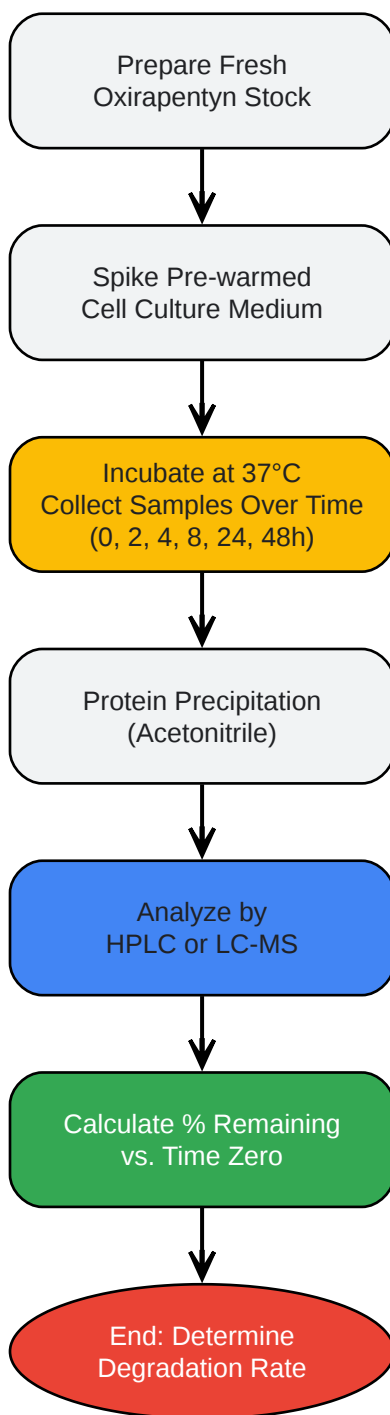 Prepare Fresh
Oxirapentyn Stock
Spike Pre-warmed
Cell Culture Medium
Incubate at 37°C
Collect Samples Over Time
(0, 2, 4, 8, 24, 48h)
Protein Precipitation
(Acetonitrile)
Analyze by
HPLC or LC-MS
Calculate % Remaining
vs. Time Zero
End: Determine
Degradation Rate